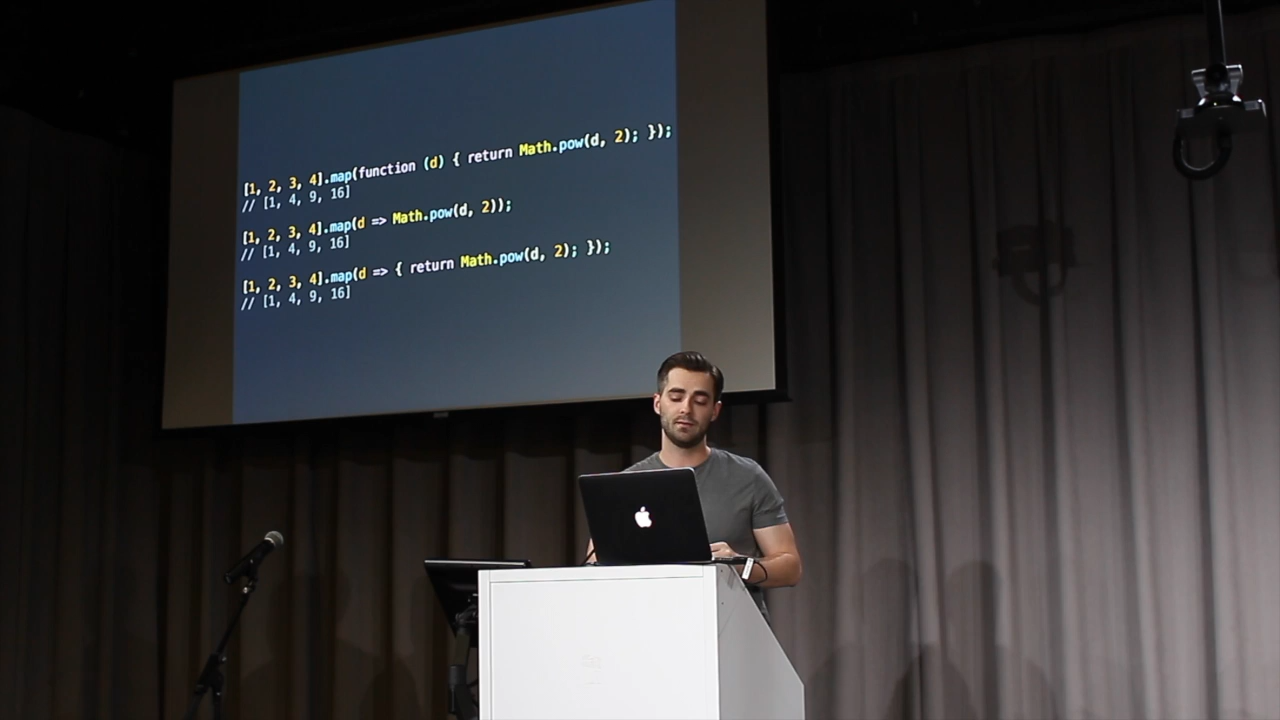 [1, 2, 3, 4].map(function (d) { return Math.pow(d, 2); });
// [1, 4, 9, 16]
[1, 2, 3, 4].map(d => Math.pow(d, 2));
// [1, 4, 9, 16]
[1, 2, 3, 4].map(d => { return Math.pow(d, 2); });
// [1, 4, 9, 16]